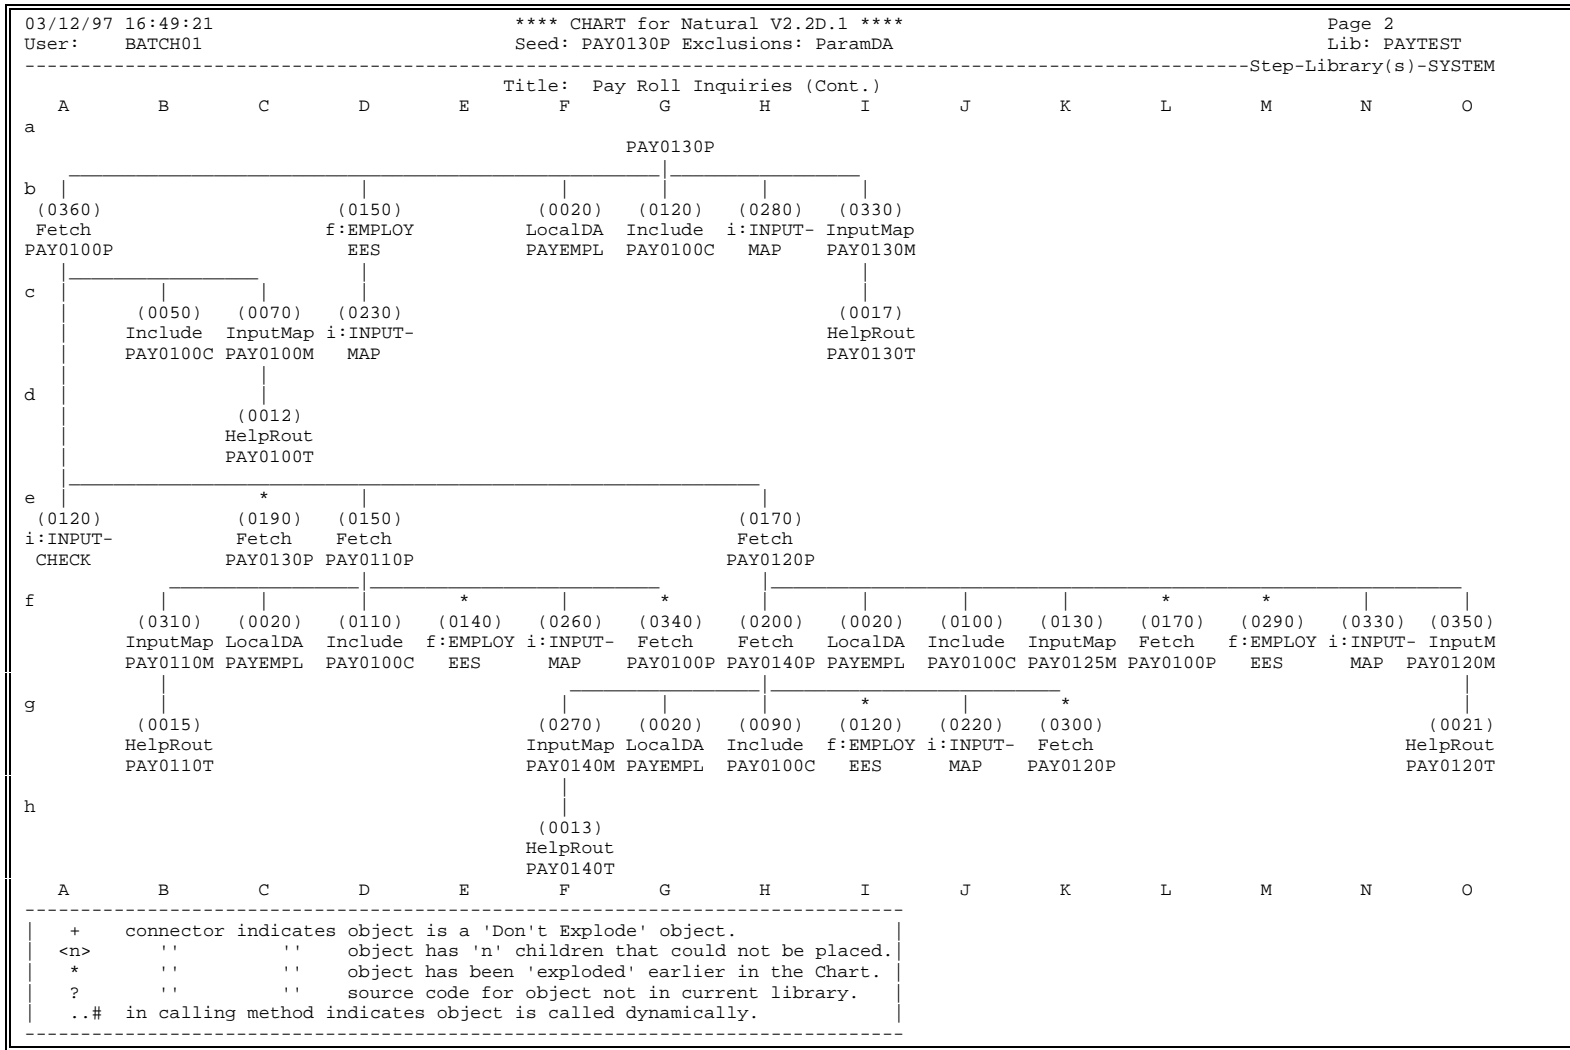 03/12/97 16:49:21 **** CHART for Natural V2.2D.1 **** Page 2
User: BATCH01 Seed: PAY0130P Exclusions: ParamDA Lib: PAYTEST
Step-Library(s)-SYSTEM
Title: Pay Roll Inquiries (Cont.)
A B C D E F G H I J K L M N O
a
PAY0130P
b
(0360) (0150) (0020) (0120) (0280) (0330)
Fetch f:EMPLOY LocalDA Include i:INPUT- InputMap
PAY0100P EES PAYEMPL PAY0100C MAP PAY0130M
c
(0050) (0070) (0230) (0017)
Include InputMap i:INPUT- HelpRout
PAY0100C PAY0100M MAP PAY0130T
d
(0012)
HelpRout
PAY0100T
e *
(0120) (0190) (0150) (0170)
i:INPUT- Fetch Fetch Fetch
CHECK PAY0130P PAY0110P PAY0120P
f * * * *
(0310) (0020) (0110) (0140) (0260) (0340) (0200) (0020) (0100) (0130) (0170) (0290) (0330) (0350)
InputMap LocalDA Include f:EMPLOY i:INPUT- Fetch Fetch LocalDA Include InputMap Fetch f:EMPLOY i:INPUT- InputM
PAY0110M PAYEMPL PAY0100C EES MAP PAY0100P PAY0140P PAYEMPL PAY0100C PAY0125M PAY0100P EES MAP PAY0120M
g * *
(0015) (0270) (0020) (0090) (0120) (0220) (0300) (0021)
HelpRout InputMap LocalDA Include f:EMPLOY i:INPUT- Fetch HelpRout
PAY0110T PAY0140M PAYEMPL PAY0100C EES MAP PAY0120P PAY0120T
h
(0013)
HelpRout
PAY0140T
A B C D E F G H I J K L M N O
+ connector indicates object is a 'Don't Explode' object.
<n> '' '' object has 'n' children that could not be placed.
* '' '' object has been 'exploded' earlier in the Chart.
? '' '' source code for object not in current library.
..# in calling method indicates object is called dynamically.